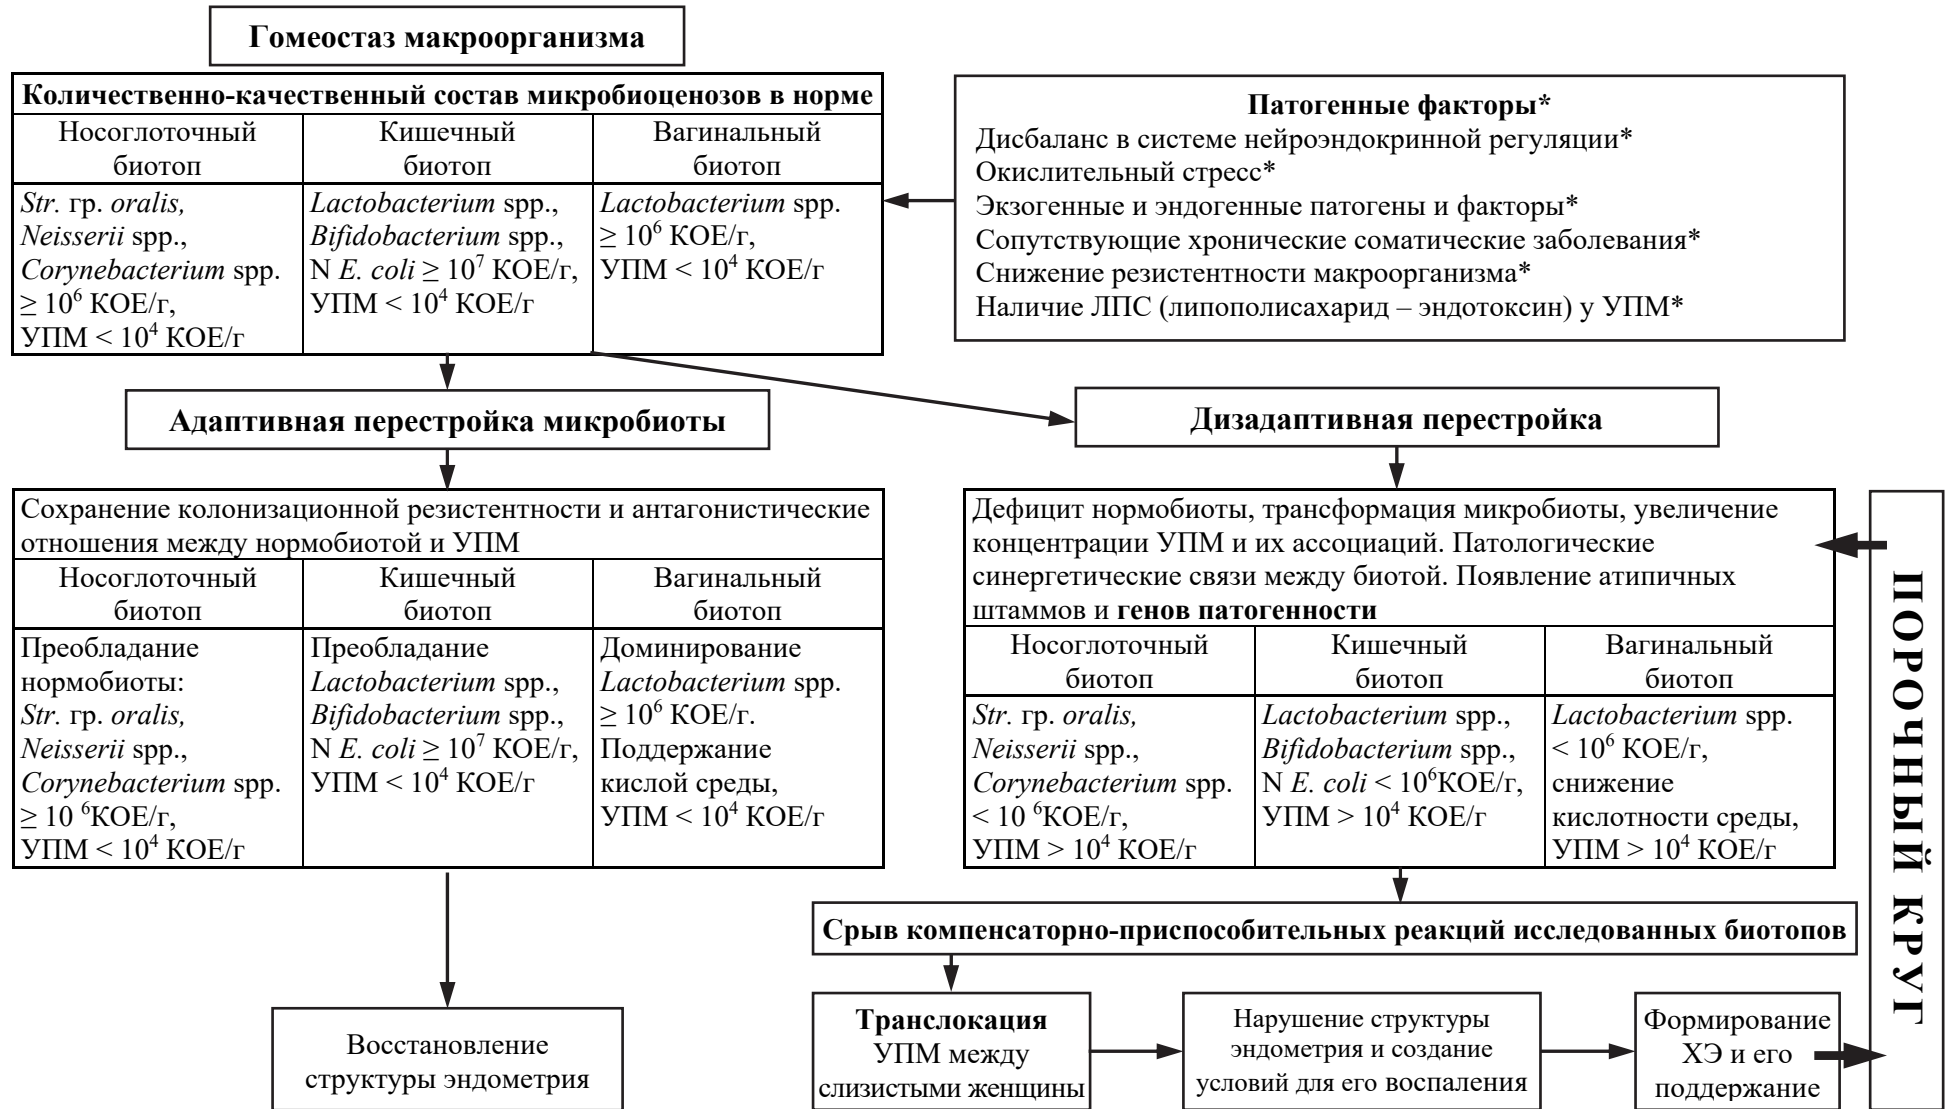 Гомеостаз макроорганизма
Количественно-качественный состав микробиоценозов в норме
Носоглоточный
биотоп
Кишечный
биотоп
Вагинальный
биотоп
Str. гр. oralis,
Neisserii spp.,
Corynebacterium spp.
≥ 10⁶ КОЕ/г,
УПМ < 10⁴ КОЕ/г
Lactobacterium spp.,
Bifidobacterium spp.,
N E. coli ≥ 10⁷ КОЕ/г,
УПМ < 10⁴ КОЕ/г
Lactobacterium spp.
≥ 10⁶ КОЕ/г,
УПМ < 10⁴ КОЕ/г
Патогенные факторы*
Дисбаланс в системе нейроэндокринной регуляции*
Окислительный стресс*
Экзогенные и эндогенные патогены и факторы*
Сопутствующие хронические соматические заболевания*
Снижение резистентности макроорганизма*
Наличие ЛПС (липополисахарид – эндотоксин) у УПМ*
Адаптивная перестройка микробиоты
Дизадаптивная перестройка
Сохранение колонизационной резистентности и антагонистические
отношения между нормобиотой и УПМ
Носоглоточный
биотоп
Кишечный
биотоп
Вагинальный
биотоп
Преобладание
нормобиоты:
Str. гр. oralis,
Neisserii spp.,
Corynebacterium spp.
≥ 10 ⁶КОЕ/г,
УПМ < 10⁴ КОЕ/г
Преобладание
Lactobacterium spp.,
Bifidobacterium spp.,
N E. coli ≥ 10⁷ КОЕ/г,
УПМ < 10⁴ КОЕ/г
Доминирование
Lactobacterium spp.
≥ 10⁶ КОЕ/г.
Поддержание
кислой среды,
УПМ < 10⁴ КОЕ/г
Дефицит нормобиоты, трансформация микробиоты, увеличение
концентрации УПМ и их ассоциаций. Патологические
синергетические связи между биотой. Появление атипичных
штаммов и генов патогенности
Носоглоточный
биотоп
Кишечный
биотоп
Вагинальный
биотоп
Str. гр. oralis,
Neisserii spp.,
Corynebacterium spp.
< 10 ⁶КОЕ/г,
УПМ > 10⁴ КОЕ/г
Lactobacterium spp.,
Bifidobacterium spp.,
N E. coli < 10⁶КОЕ/г,
УПМ > 10⁴ КОЕ/г
Lactobacterium spp.
< 10⁶ КОЕ/г,
снижение
кислотности среды,
УПМ > 10⁴ КОЕ/г
ПОРОЧНЫЙ КРУГ
Срыв компенсаторно-приспособительных реакций исследованных биотопов
Восстановление
структуры эндометрия
Транслокация
УПМ между
слизистыми женщины
Нарушение структуры
эндометрия и создание
условий для его воспаления
Формирование
ХЭ и его
поддержание